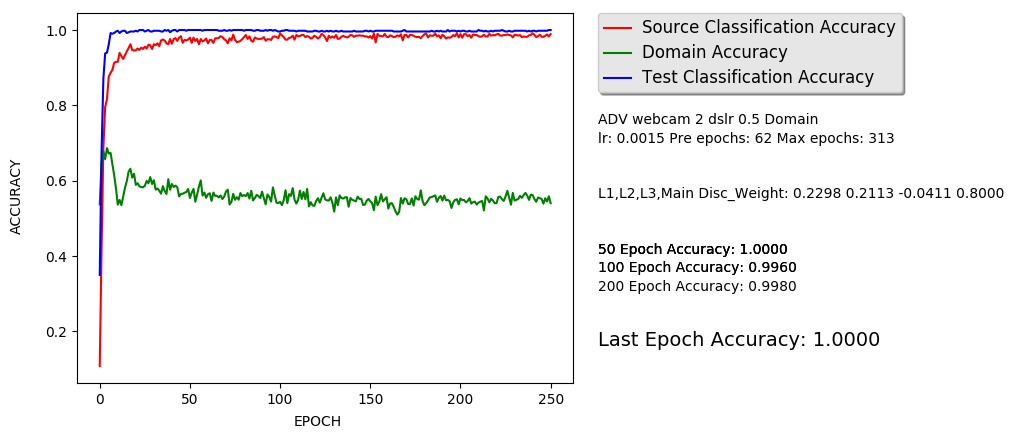 1.0
0.8
0.6
0.4
0.2
ACCURACY
0
50
100
150
200
250
EPOCH
Source Classification Accuracy
Domain Accuracy
Test Classification Accuracy
ADV webcam 2 dslr 0.5 Domain
lr: 0.0015 Pre epochs: 62 Max epochs: 313
L1,L2,L3,Main Disc_Weight: 0.2298 0.2113 -0.0411 0.8000
50 Epoch Accuracy: 1.0000
100 Epoch Accuracy: 0.9960
200 Epoch Accuracy: 0.9980
Last Epoch Accuracy: 1.0000